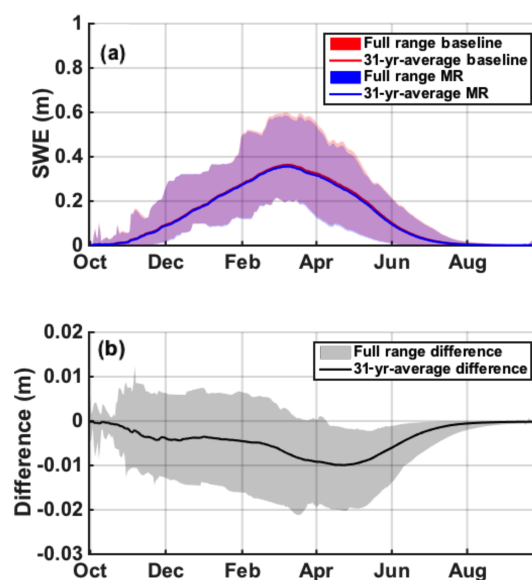 1
(a)
Full range baseline
31-yr-average baseline
Full range MR
31-yr-average MR
0.8
0.6
0.4
0.2
0
SWE (m)
Oct Dec Feb Apr Jun Aug
0.02
(b)
Full range difference
31-yr-average difference
0.01
0
-0.01
-0.02
-0.03
Difference (m)
Oct Dec Feb Apr Jun Aug